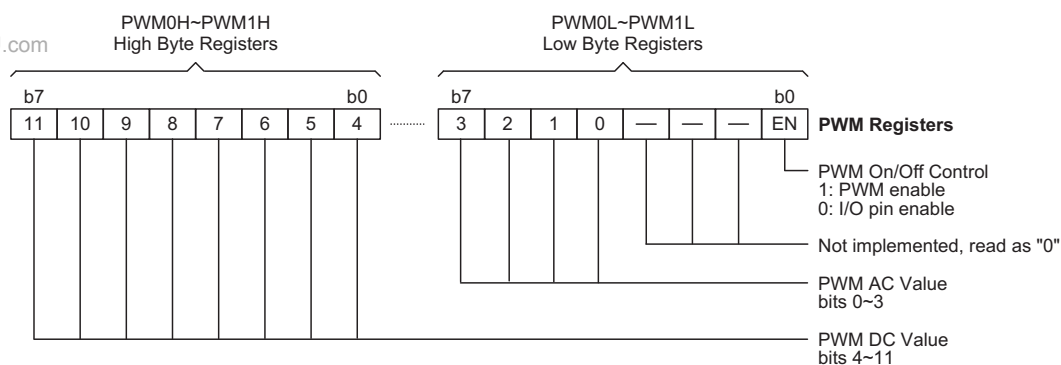 PWM0H~PWM1H
High Byte Registers
PWM0L~PWM1L
Low Byte Registers
.com
b7 b0 b7 b0
11 10 9 8 7 6 5 4 3 2 1 0 — — — EN PWM Registers
PWM On/Off Control
1: PWM enable
0: I/O pin enable
Not implemented, read as "0"
PWM AC Value
bits 0~3
PWM DC Value
bits 4~11